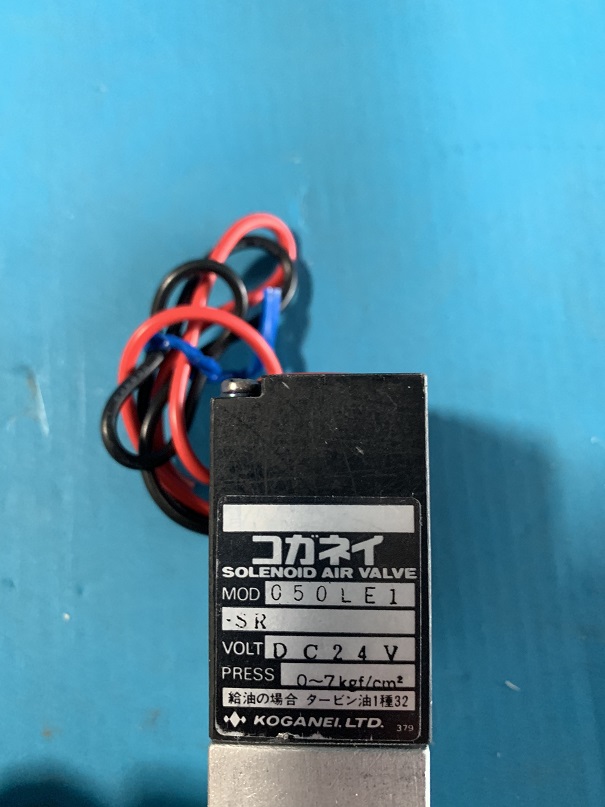 コガネイ
SOLENOID AIR VALVE
MOD 050LE1
-SR
VOLT DC24V
PRESS 0～7kgf/cm²
給油の場合 タービン油1種32
KOGANEI.LTD.
379